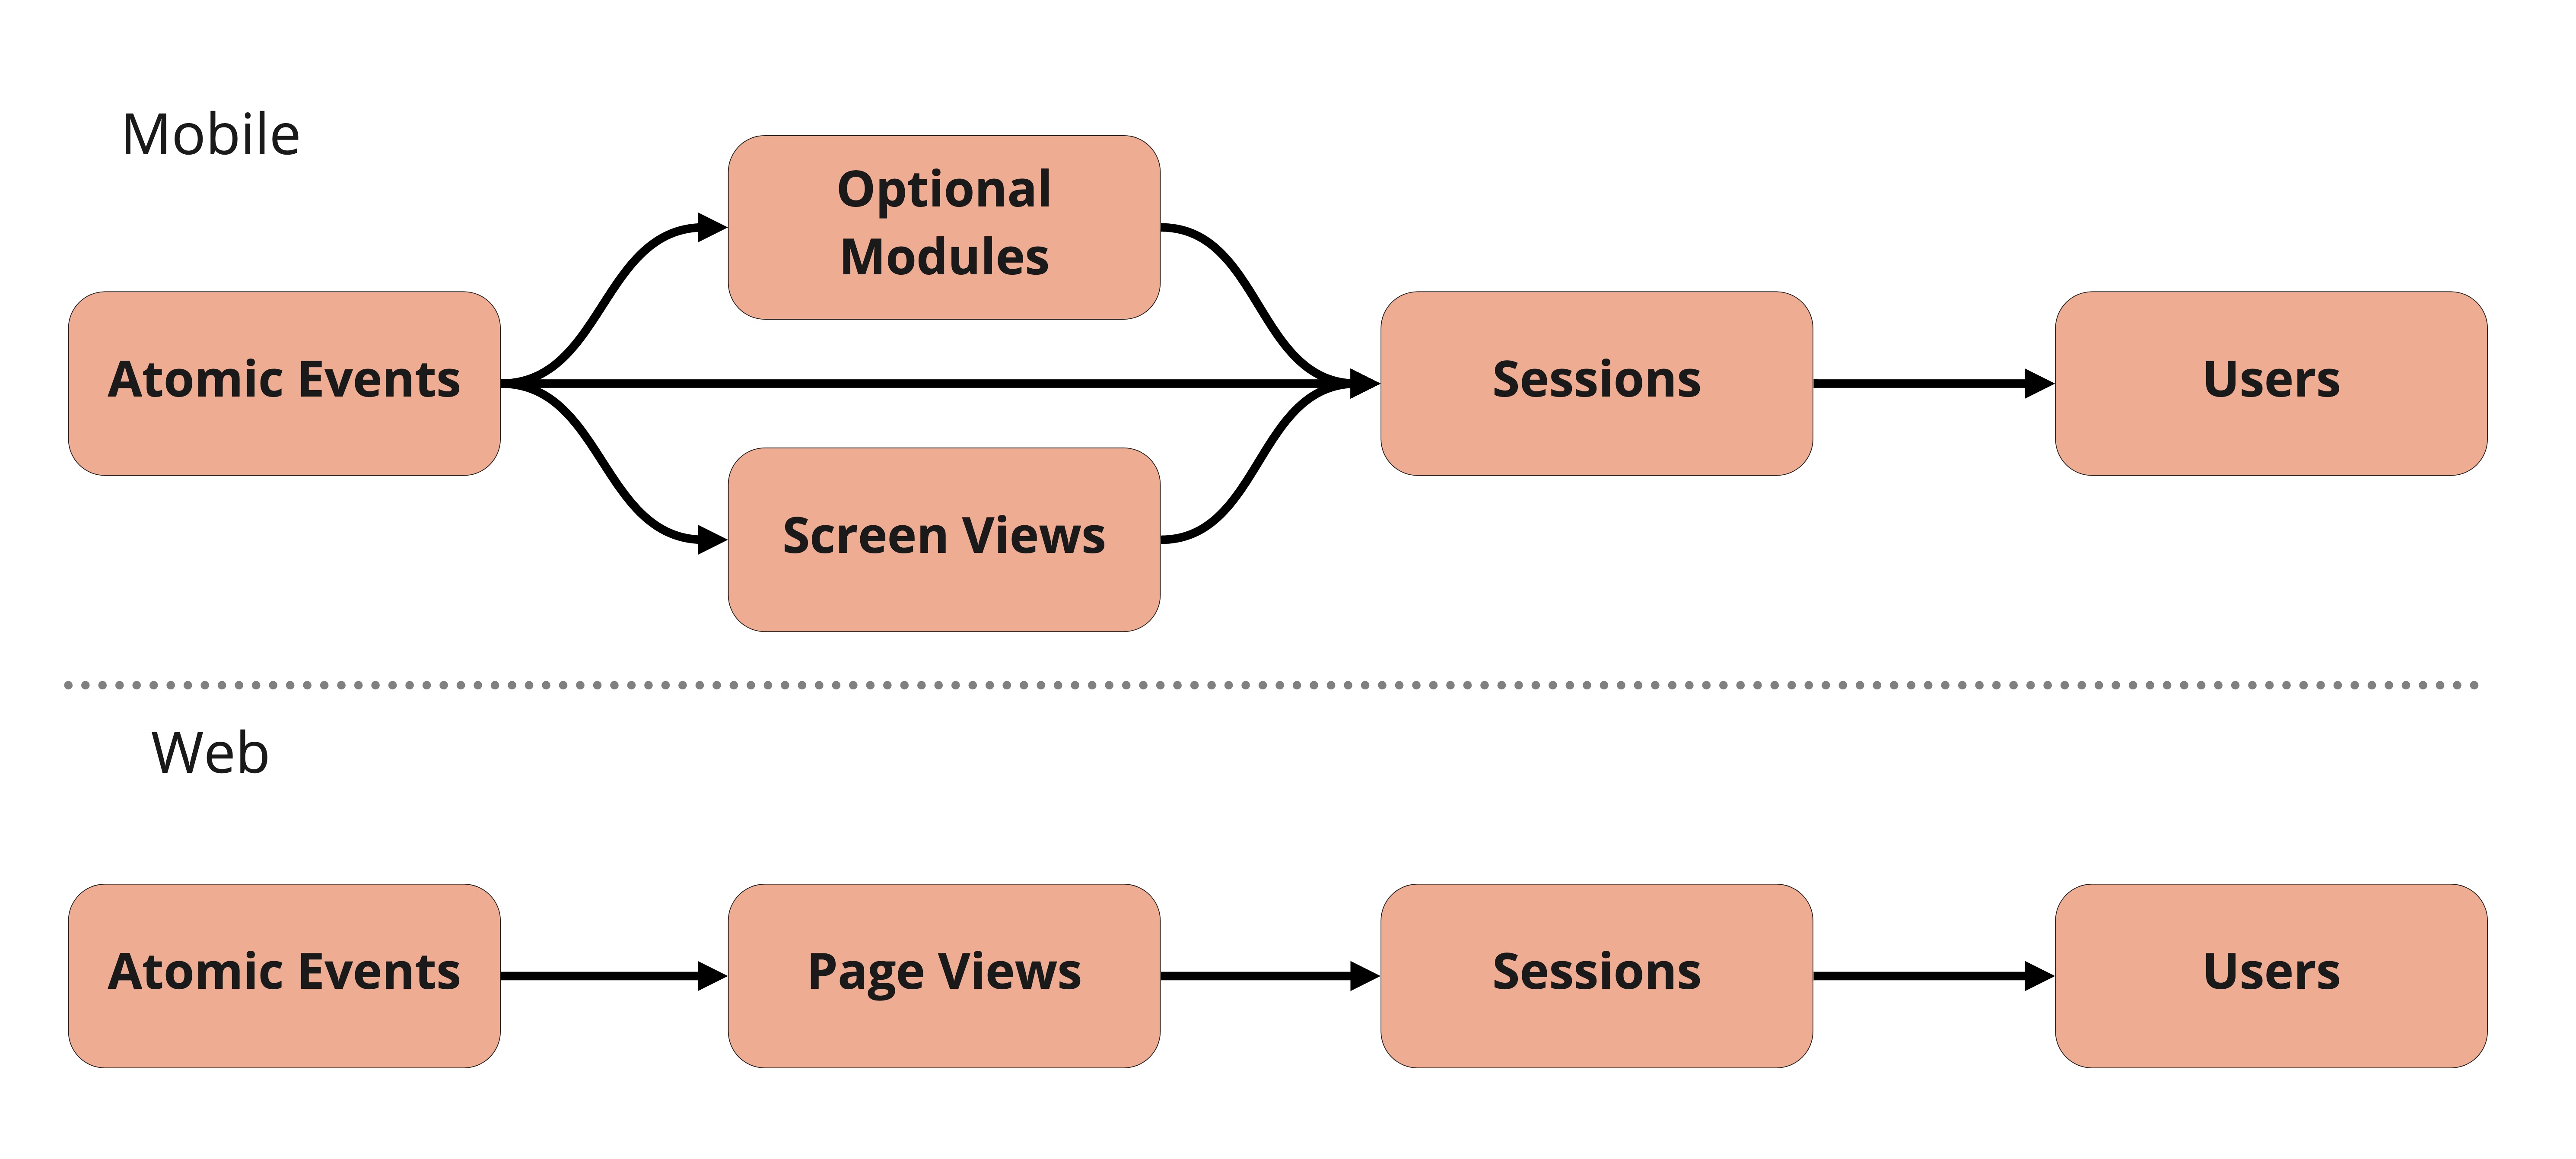 Mobile
Optional
Modules
Atomic Events
Sessions
Users
Screen Views
Web
Atomic Events
Page Views
Sessions
Users